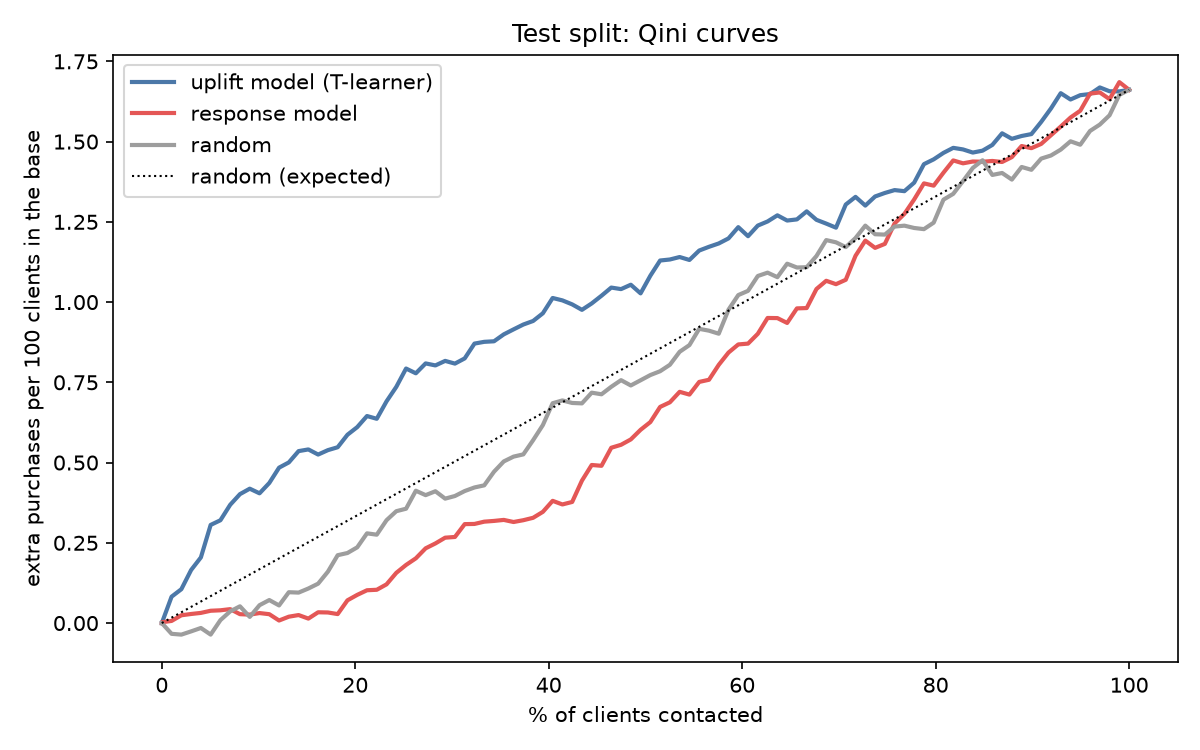 Test split: Qini curves
uplift model (T-learner)
response model
random
random (expected)
extra purchases per 100 clients in the base
1.75
1.50
1.25
1.00
0.75
0.50
0.25
0.00
0
20
40
60
80
100
% of clients contacted